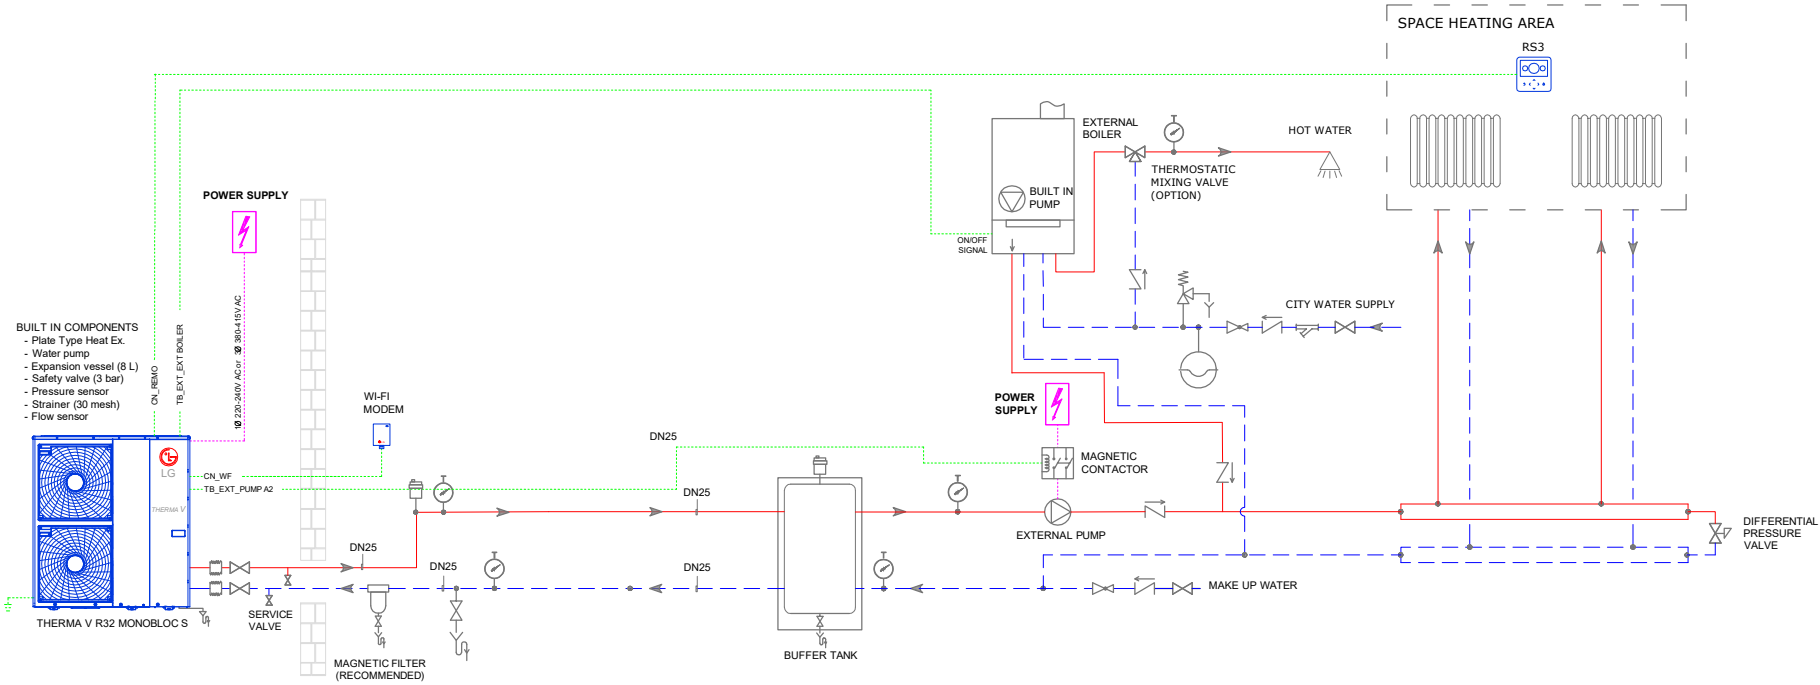 SPACE HEATING AREA
RS3
EXTERNAL
BOILER
HOT WATER
THERMOSTATIC
MIXING VALVE
(OPTION)
BUILT IN
PUMP
ON/OFF
SIGNAL
POWER SUPPLY
1Ø 220-240V AC or 3Ø 380-415V AC
CITY WATER SUPPLY
BUILT IN COMPONENTS
- Plate Type Heat Ex.
- Water pump
- Expansion vessel (8 L)
- Safety valve (3 bar)
- Pressure sensor
- Strainer (30 mesh)
- Flow sensor
CN_REMO
TB_EXT_EXT BOILER
WI-FI
MODEM
POWER
SUPPLY
DN25
MAGNETIC
CONTACTOR
LG
CN_WF
TB_EXT_PUMP A2
THERMA V
DN25
EXTERNAL PUMP
DIFFERENTIAL
PRESSURE
VALVE
DN25
DN25
DN25
MAKE UP WATER
SERVICE
VALVE
THERMA V R32 MONOBLOC S
MAGNETIC FILTER
(RECOMMENDED)
BUFFER TANK